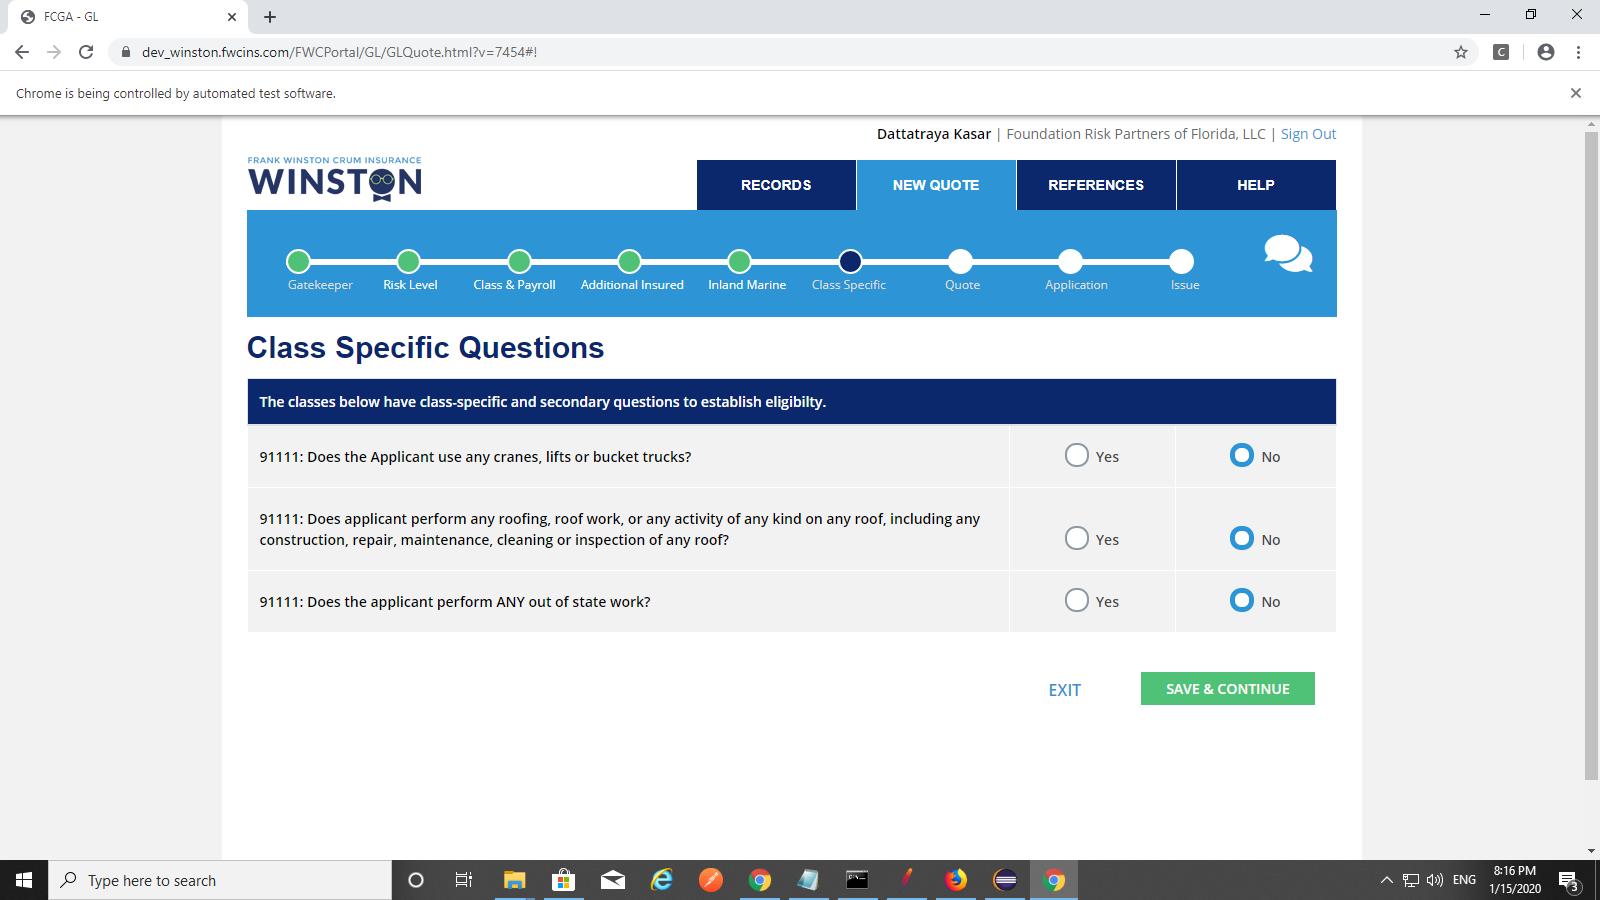 FCGA - GL
dev_winston.fwcins.com/FWCPortal/GL/GLQuote.html?v=7454#!
C
Chrome is being controlled by automated test software.
Dattatraya Kasar | Foundation Risk Partners of Florida, LLC | Sign Out
FRANK WINSTON CRUM INSURANCE
WINSTON
RECORDS NEW QUOTE REFERENCES HELP
Gatekeeper Risk Level Class & Payroll Additional Insured Inland Marine Class Specific Quote Application Issue
Class Specific Questions
The classes below have class-specific and secondary questions to establish eligibilty.
91111: Does the Applicant use any cranes, lifts or bucket trucks? Yes No
91111: Does applicant perform any roofing, roof work, or any activity of any kind on any roof, including any
construction, repair, maintenance, cleaning or inspection of any roof? Yes No
91111: Does the applicant perform ANY out of state work? Yes No
EXIT SAVE & CONTINUE
Type here to search
ENG
8:16 PM
1/15/2020
3